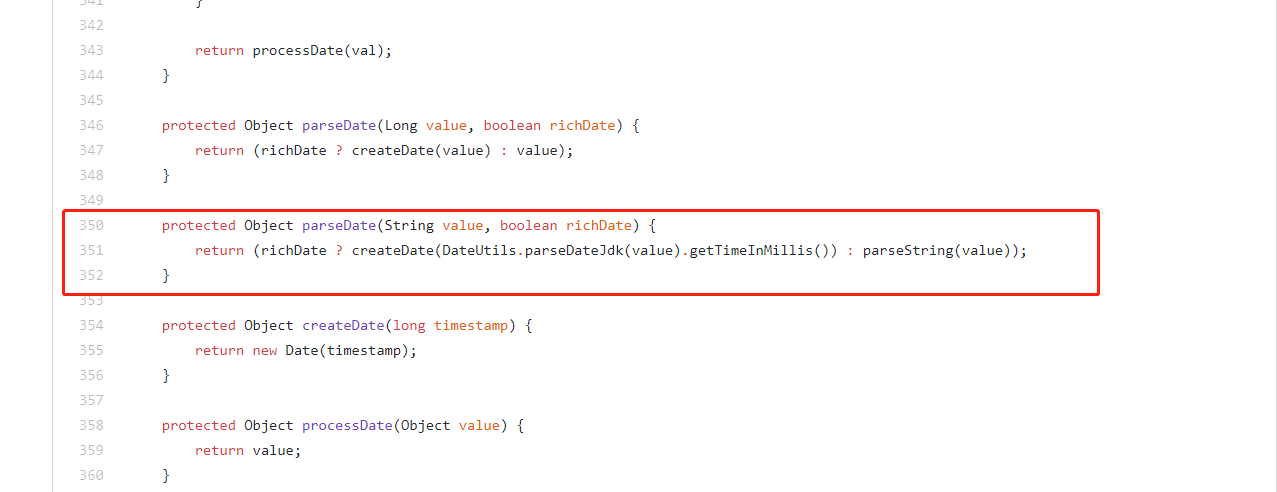 341 }
342
343 return processDate(val);
344 }
345
346 protected Object parseDate(Long value, boolean richDate) {
347 return (richDate ? createDate(value) : value);
348 }
349
350 protected Object parseDate(String value, boolean richDate) {
351 return (richDate ? createDate(DateUtils.parseDateJdk(value).getTimeInMillis()) : parseString(value));
352 }
353
354 protected Object createDate(long timestamp) {
355 return new Date(timestamp);
356 }
357
358 protected Object processDate(Object value) {
359 return value;
360 }